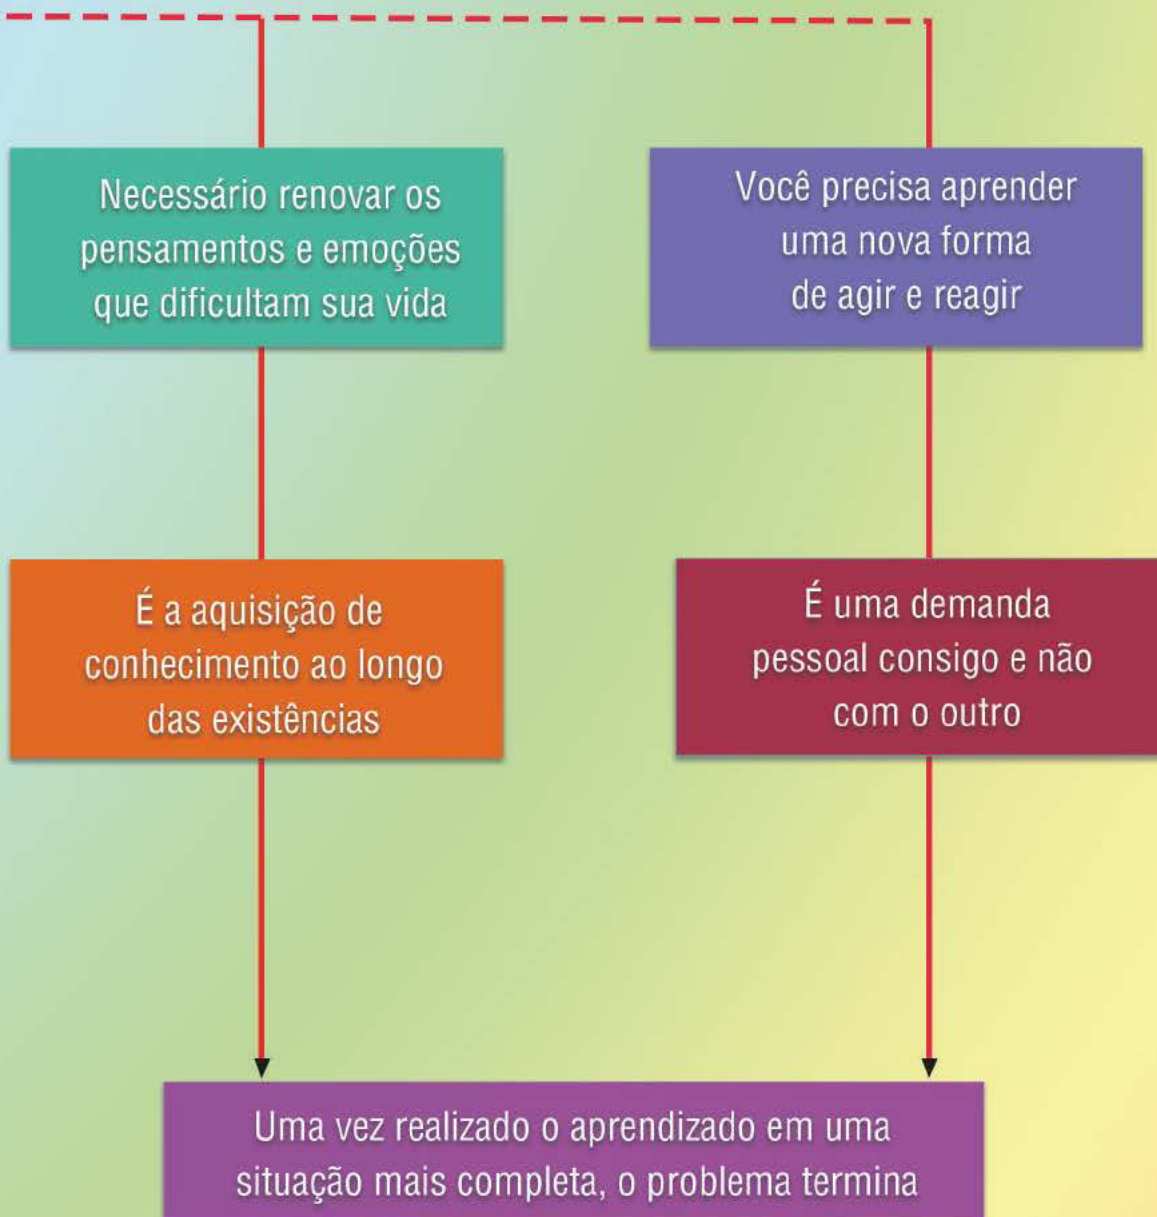 Necessário renovar os
pensamentos e emoções
que dificultam sua vida
Você precisa aprender
uma nova forma
de agir e reagir
É a aquisição de
conhecimento ao longo
das existências
É uma demanda
pessoal consigo e não
com o outro
Uma vez realizado o aprendizado em uma
situação mais completa, o problema termina